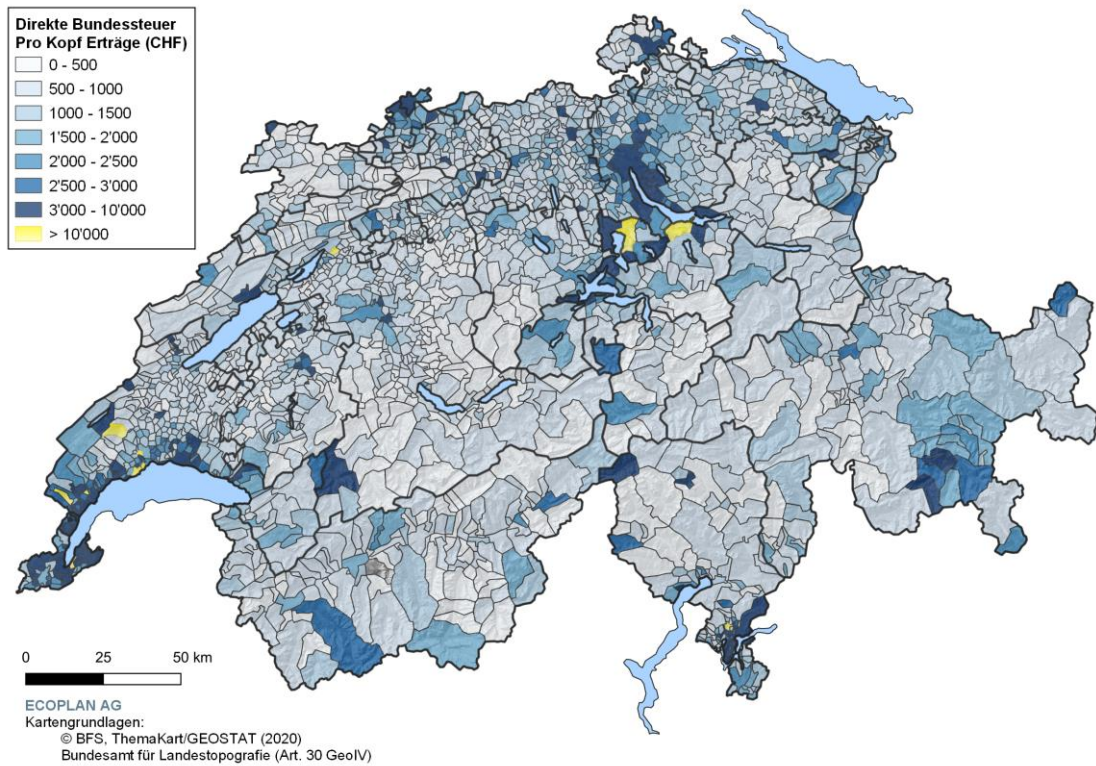 Direkte Bundessteuer
Pro Kopf Erträge (CHF)
0 - 500
500 - 1000
1000 - 1500
1'500 - 2'000
2'000 - 2'500
2'500 - 3'000
3'000 - 10'000
> 10'000
0 25 50 km
ECOPLAN AG
Kartengrundlagen:
© BFS, ThemaKart/GEOSTAT (2020)
Bundesamt für Landestopografie (Art. 30 GeoIV)